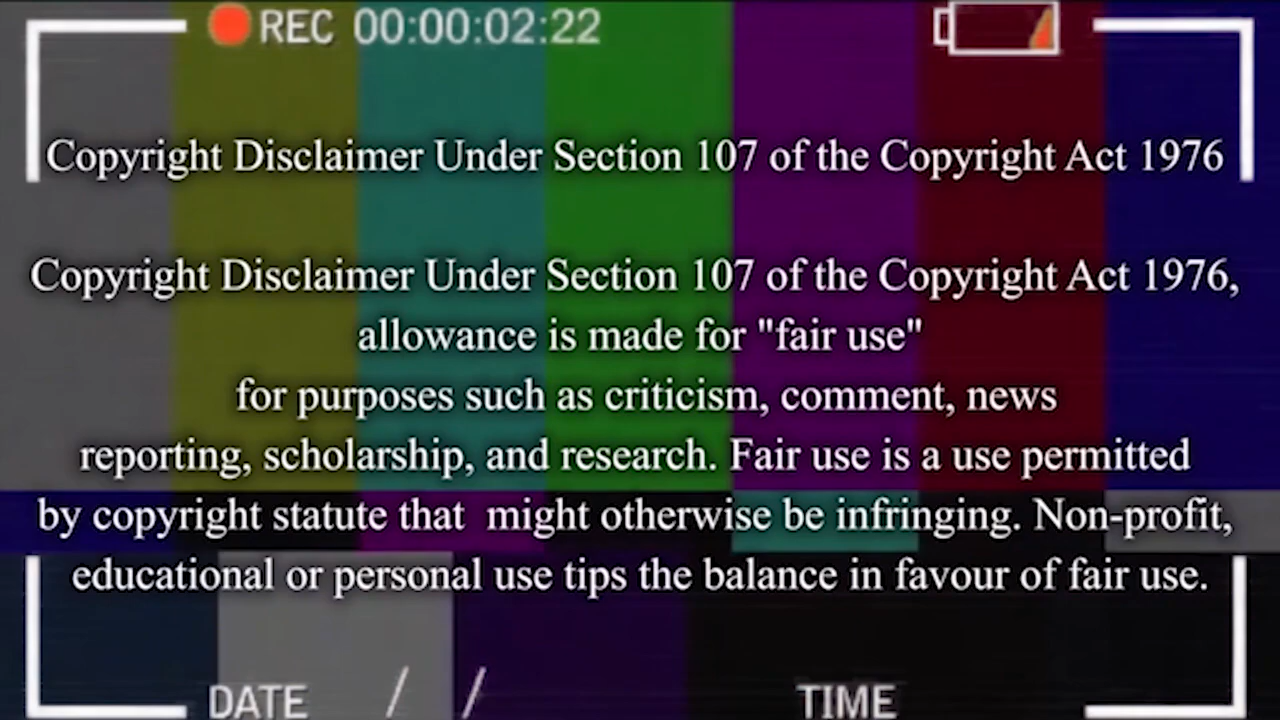 REC 00:00:02:22
Copyright Disclaimer Under Section 107 of the Copyright Act 1976
Copyright Disclaimer Under Section 107 of the Copyright Act 1976,
allowance is made for "fair use"
for purposes such as criticism, comment, news
reporting, scholarship, and research. Fair use is a use permitted
by copyright statute that  might otherwise be infringing. Non-profit,
educational or personal use tips the balance in favour of fair use.
DATE / / TIME